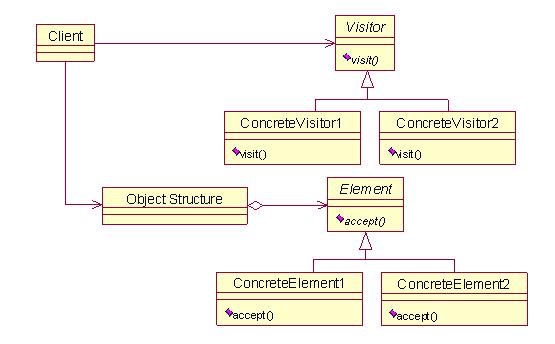 Client
Visitor
visit()
ConcreteVisitor1
visit()
ConcreteVisitor2
visit()
Object Structure
Element
accept()
ConcreteElement1
accept()
ConcreteElement2
accept()